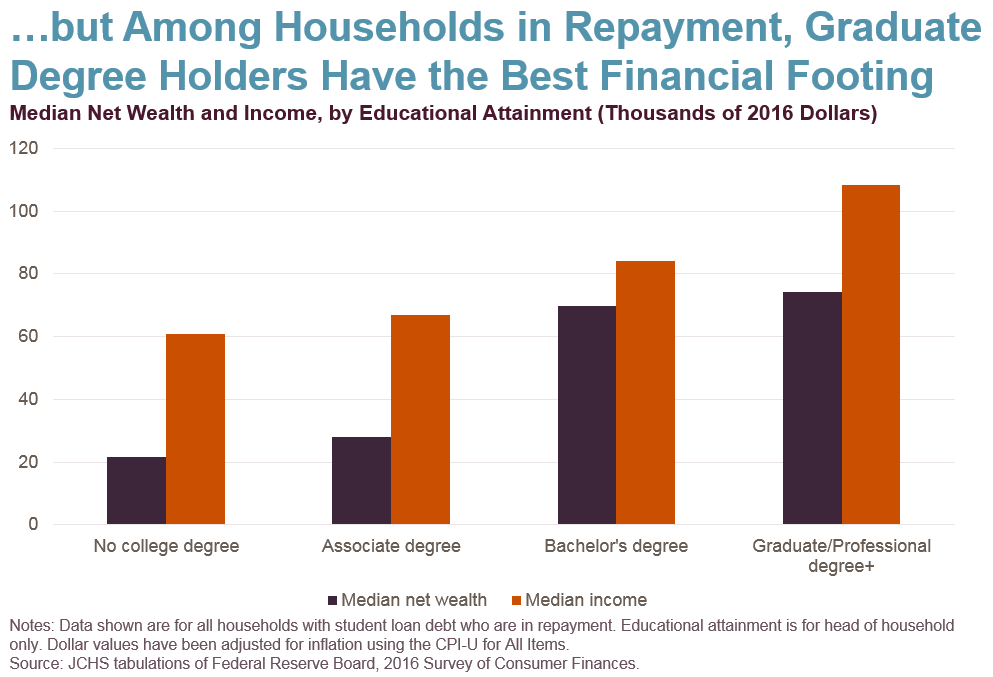 …but Among Households in Repayment, Graduate
Degree Holders Have the Best Financial Footing
Median Net Wealth and Income, by Educational Attainment (Thousands of 2016 Dollars)
120
100
80
60
40
20
0
No college degree
Associate degree
Bachelor's degree
Graduate/Professional
degree+
Median net wealth
Median income
Notes: Data shown are for all households with student loan debt who are in repayment. Educational attainment is for head of household
only. Dollar values have been adjusted for inflation using the CPI-U for All Items.
Source: JCHS tabulations of Federal Reserve Board, 2016 Survey of Consumer Finances.